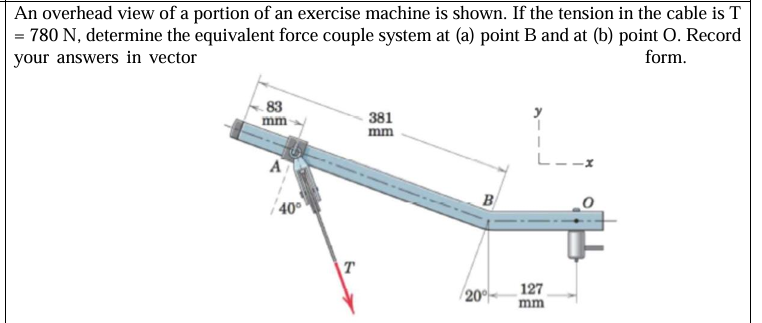 An overhead view of a portion of an exercise machine is shown. If the tension in the cable is T
= 780 N, determine the equivalent force couple system at (a) point B and at (b) point O. Record
your answers in vector form.
83
mm
381
mm
y
x
A
B
O
40°
T
20°
127
mm